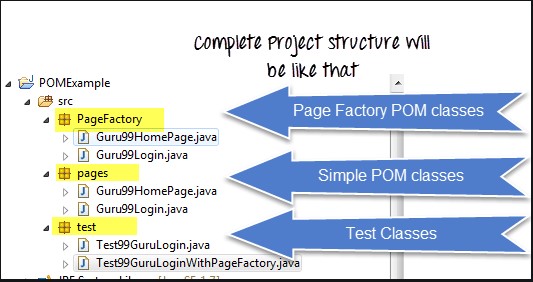 Complete Project structure will
be like that
POMExample
src
PageFactory
Page Factory POM classes
Guru99HomePage.java
Guru99Login.java
pages
Simple POM classes
Guru99HomePage.java
Guru99Login.java
test
Test Classes
Test99GuruLogin.java
Test99GuruLoginWithPageFactory.java